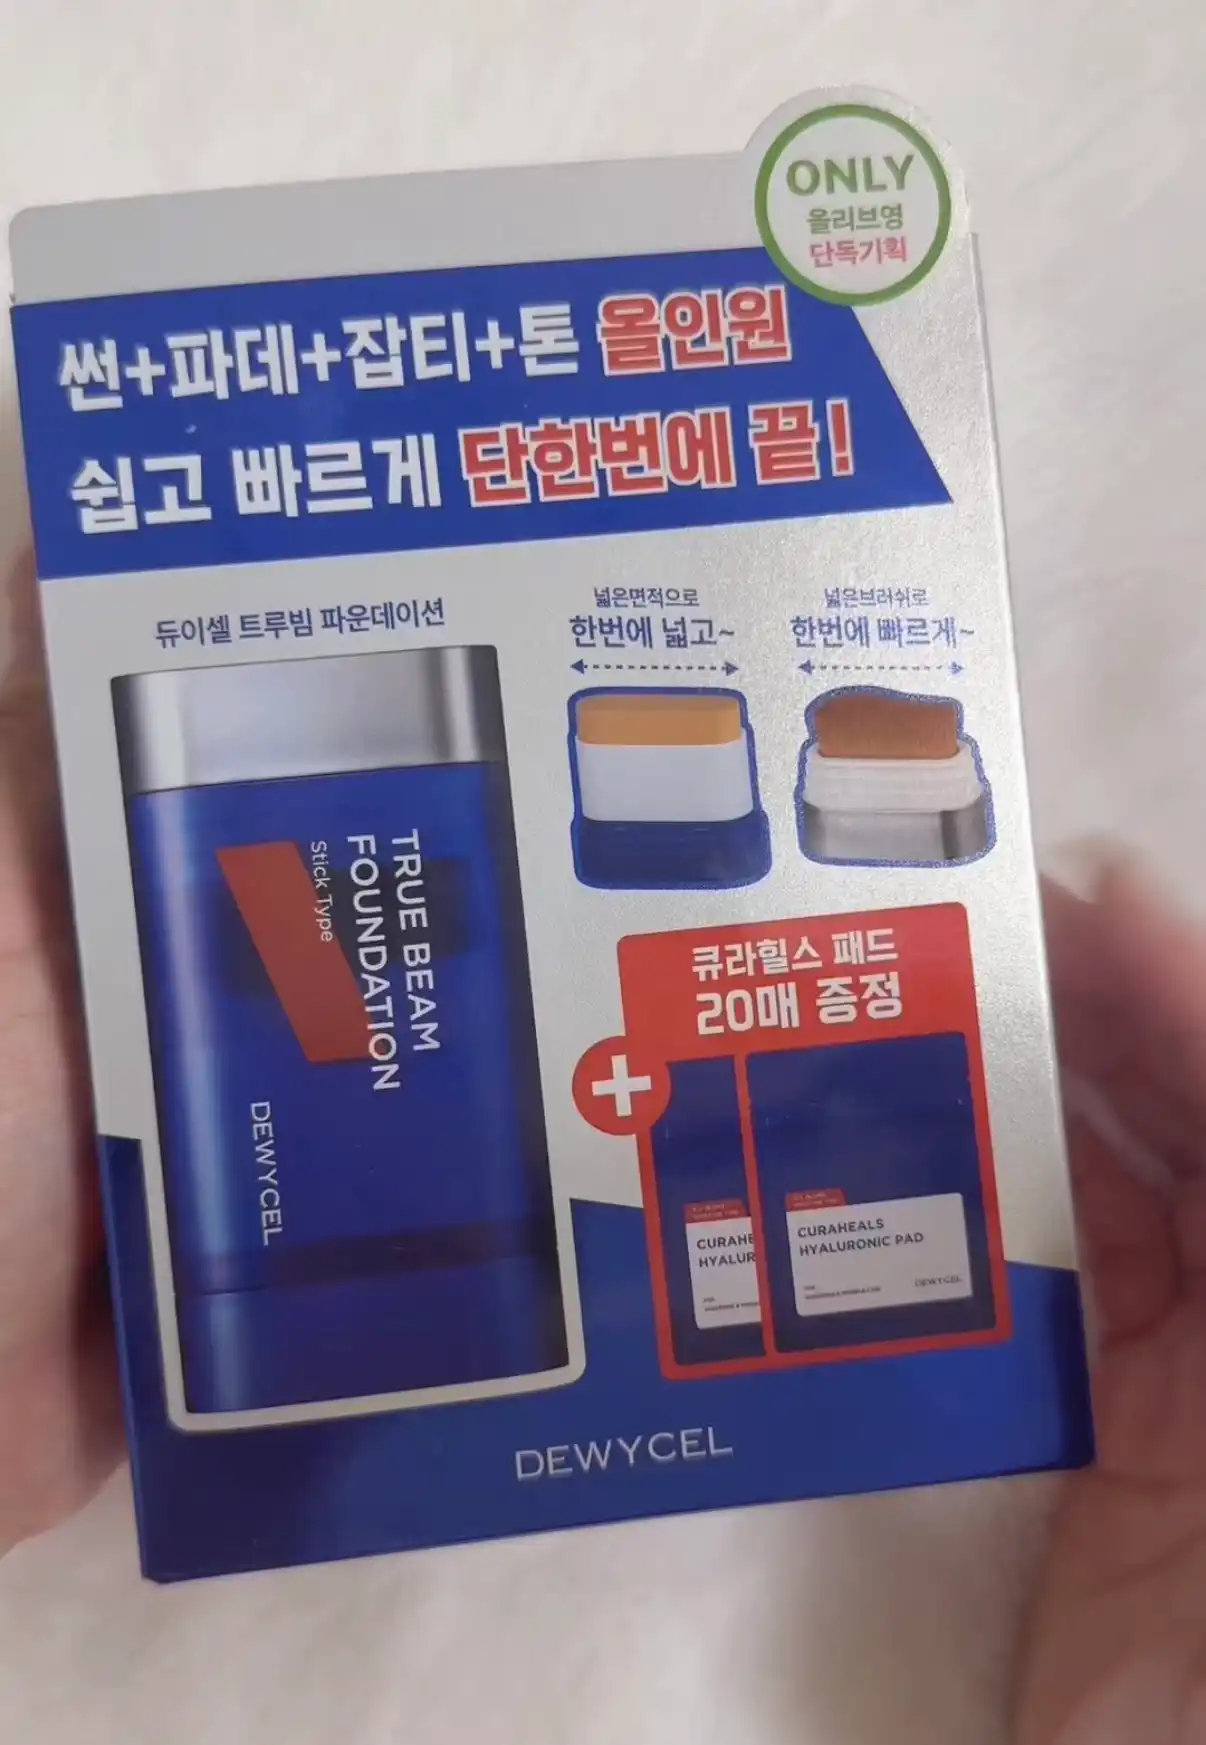 ONLY
올리브영
단독기획
썬+파데+잡티+톤 올인원
쉽고 빠르게 단한번에 끝!
듀이셀 트루빔 파운데이션
넓은면적으로
한번에 넓고~
넓은브러쉬로
한번에 빠르게~
TRUE BEAM
FOUNDATION
Stick Type
DEWYCEL
큐라힐스 패드
20매 증정
+
CURAHE
HYALUR
CURAHEALS
HYALURONIC PAD
DEWYCEL
DEWYCEL